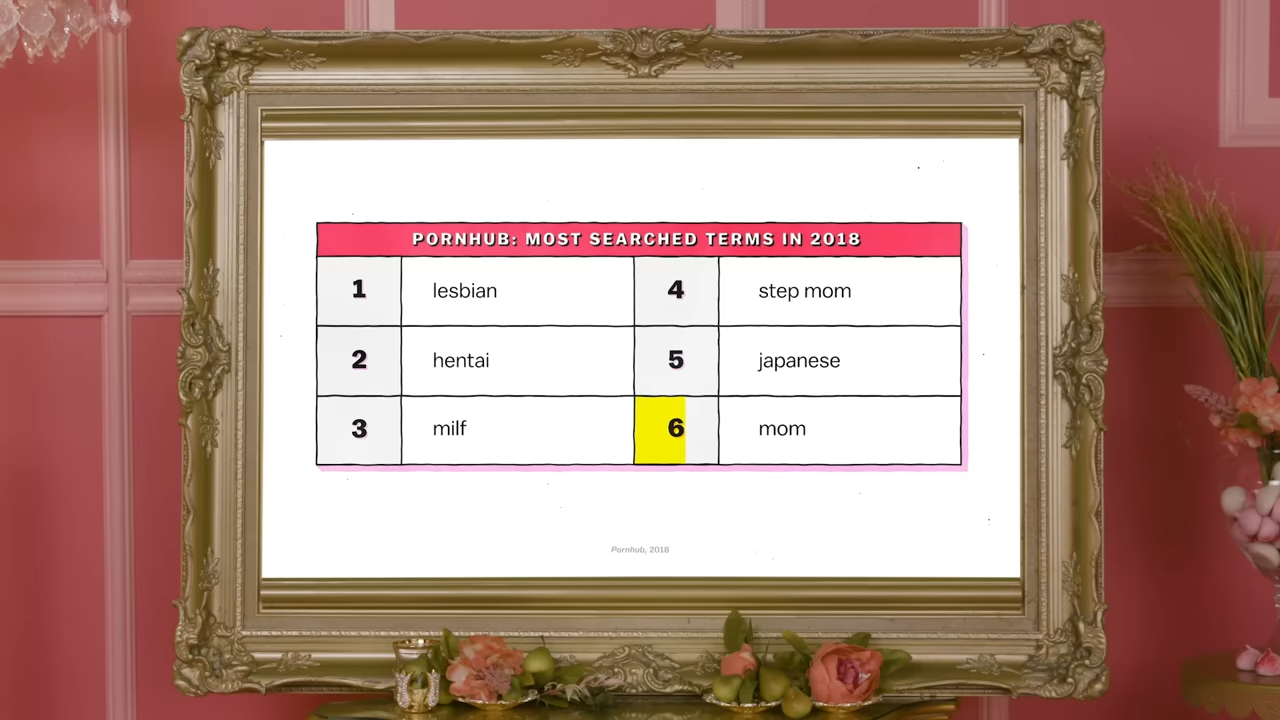 PORNHUB: MOST SEARCHED TERMS IN 2018
1 lesbian 4 step mom
2 hentai 5 japanese
3 milf 6 mom
Pornhub, 2018